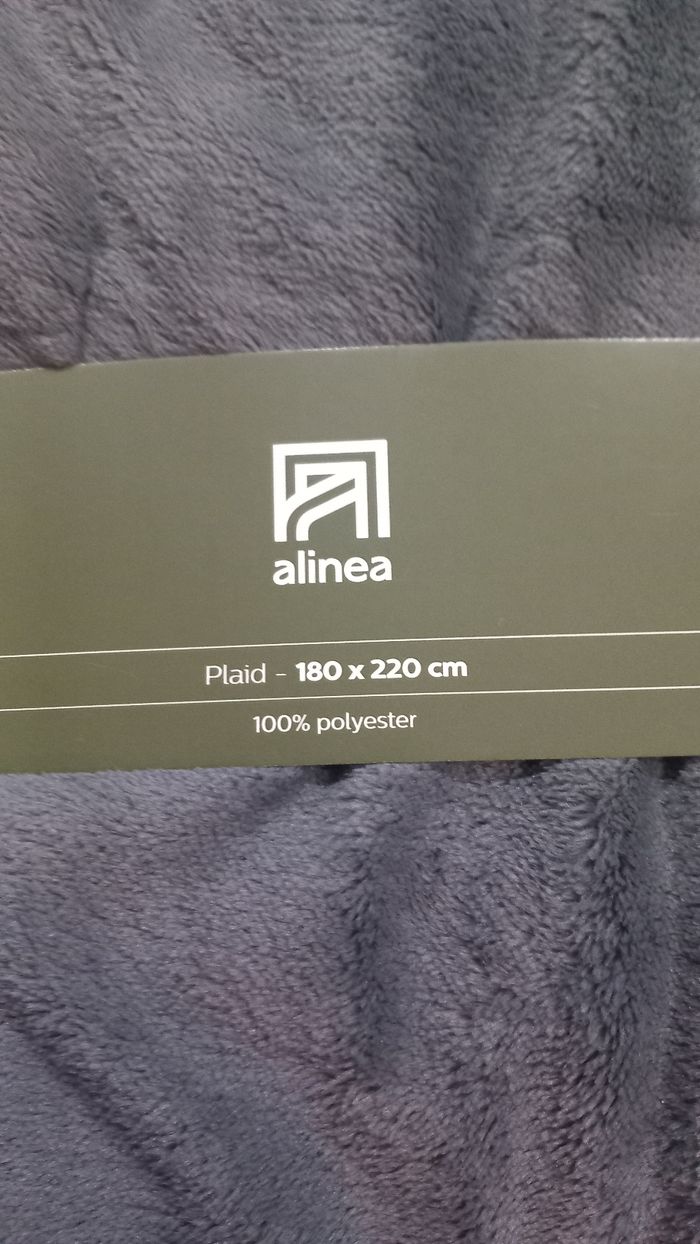 alinea
Plaid - 180 x 220 cm
100% polyester